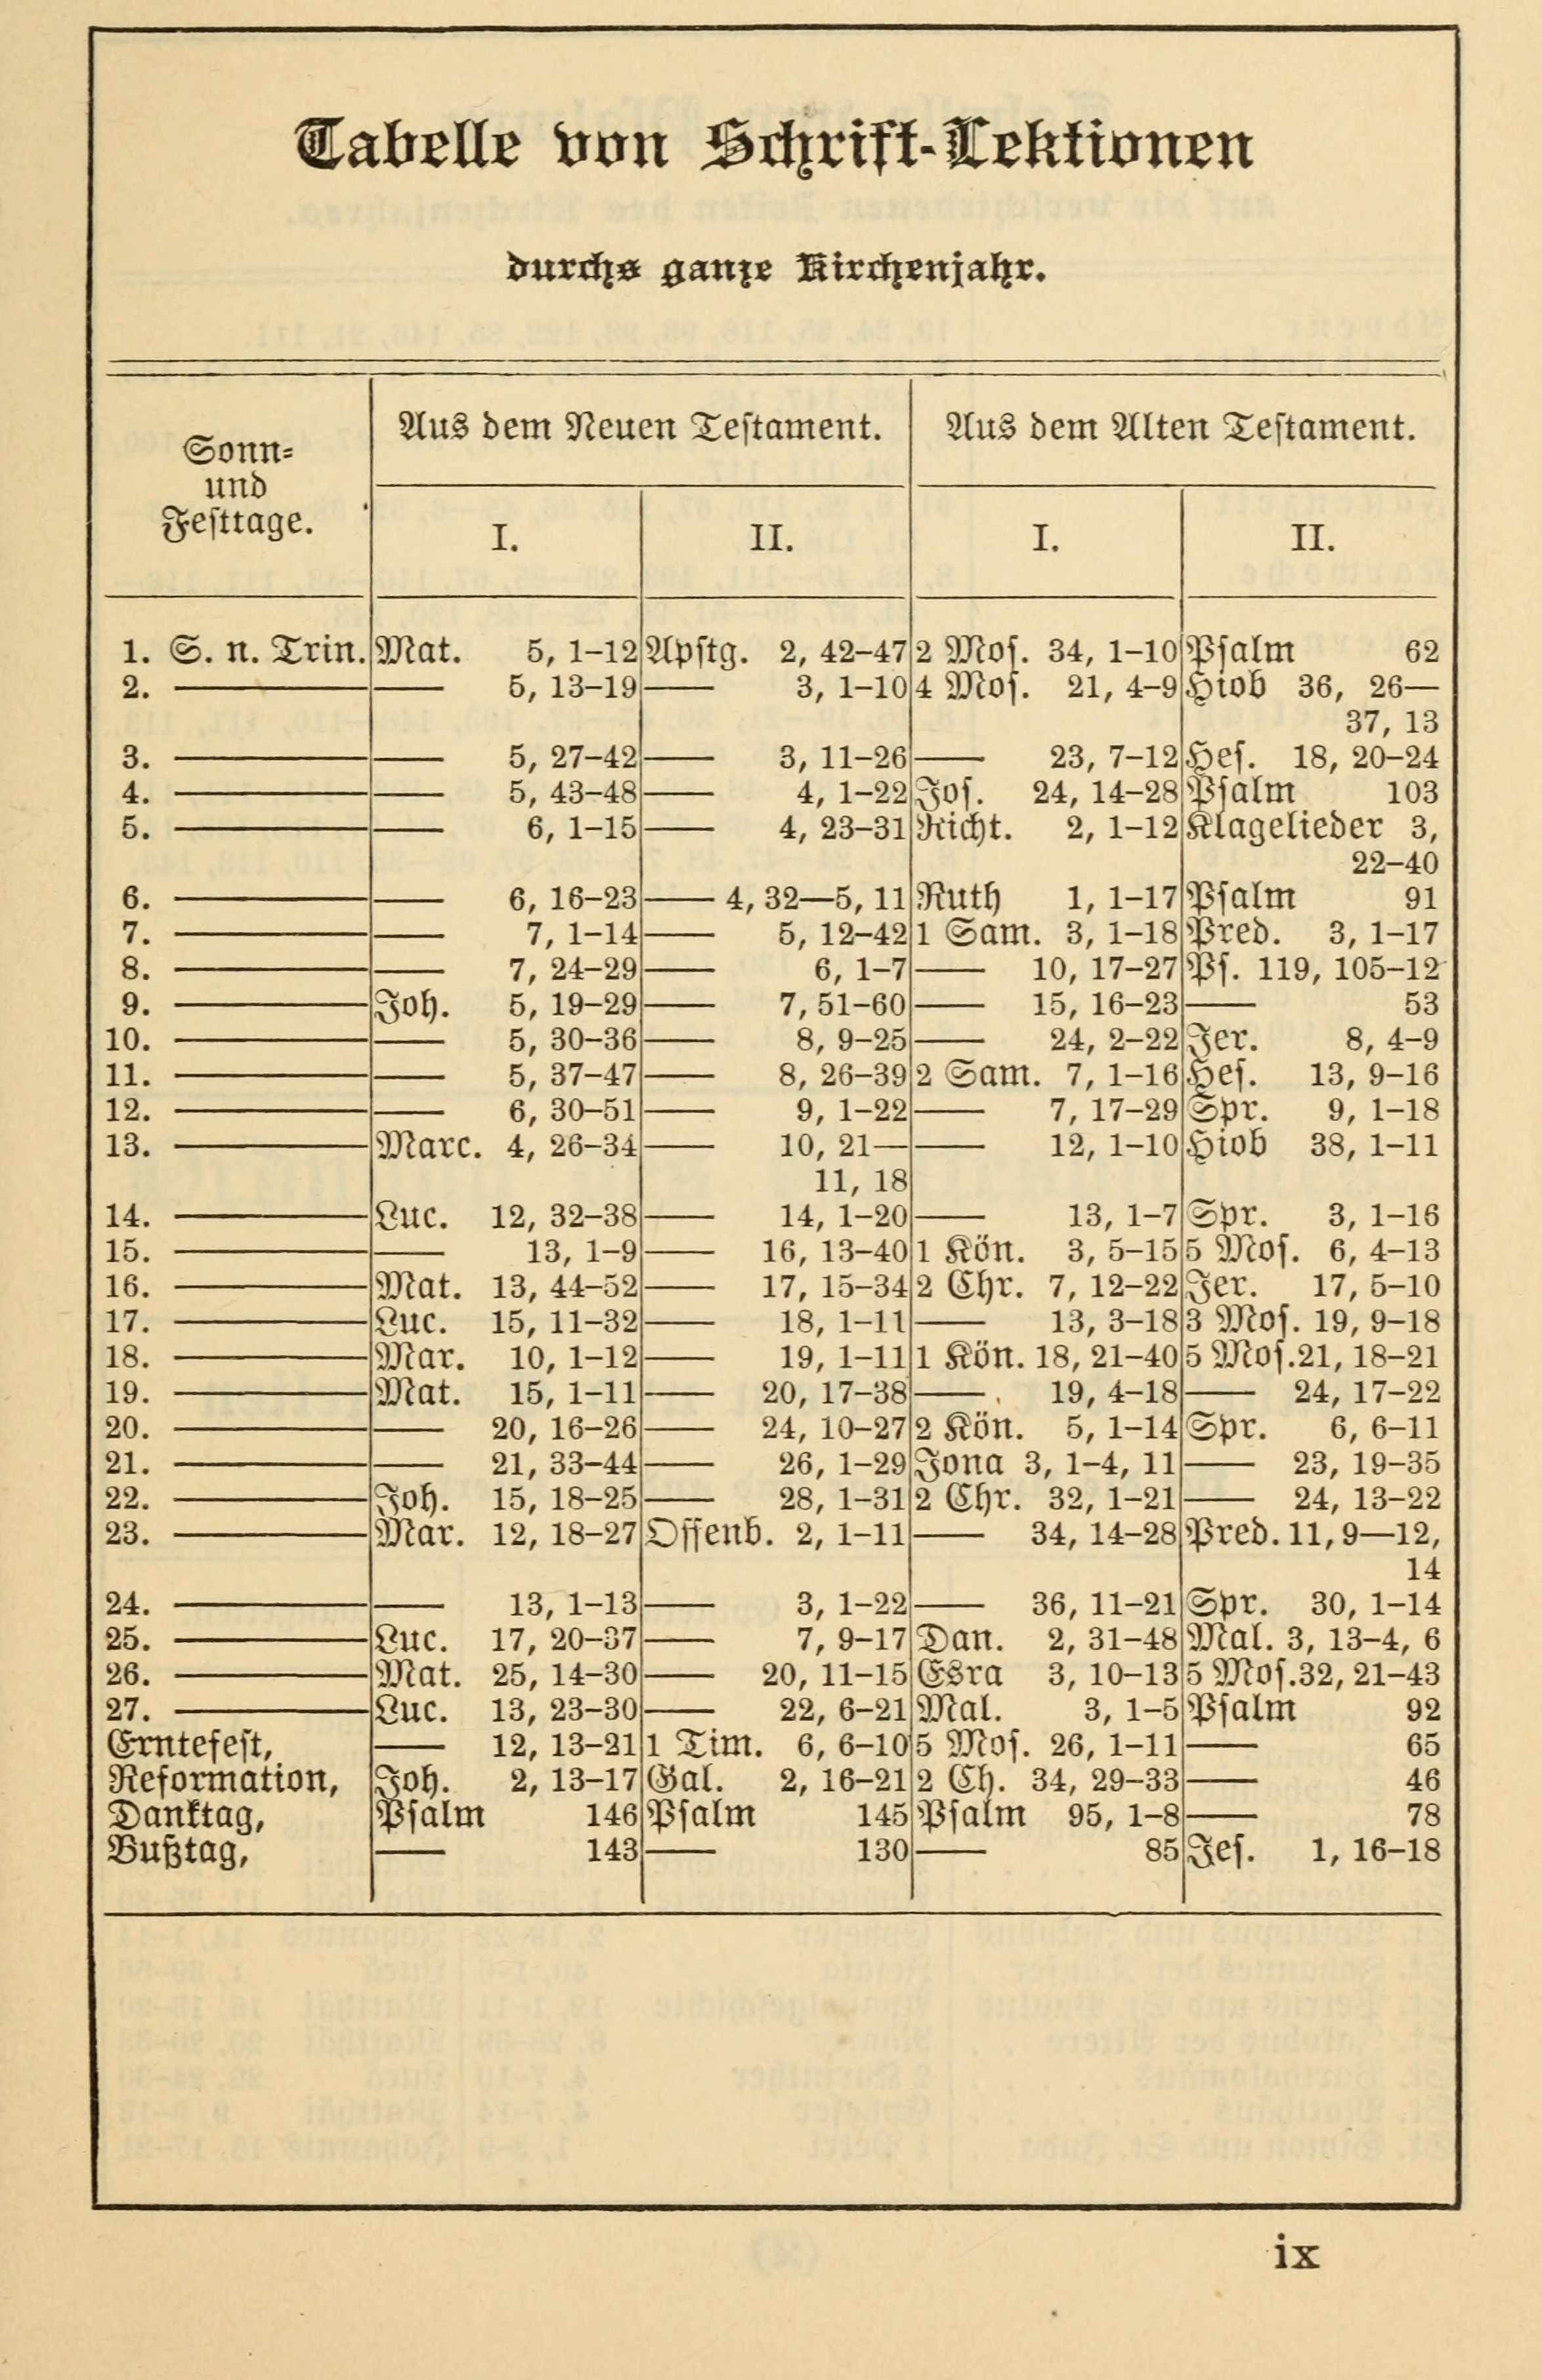 Tabelle von Schrift-Lektionen
durchs ganze Kirchenjahr.
Sonn=
und
Festtage.
Aus dem Neuen Testament.
Aus dem Alten Testament.
I. II. I. II.
1. S. n. Trin. Mat. 5, 1–12 Apstg. 2, 42–47 2 Mos. 34, 1–10 Psalm 62
2. —— —— 5, 13–19 —— 3, 1–10 4 Mos. 21, 4–9 Hiob 36, 26—
37, 13
3. —— —— 5, 27–42 —— 3, 11–26 —— 23, 7–12 Hes. 18, 20–24
4. —— —— 5, 43–48 —— 4, 1–22 Jos. 24, 14–28 Psalm 103
5. —— —— 6, 1–15 —— 4, 23–31 Richt. 2, 1–12 Klagelieder 3,
22–40
6. —— —— 6, 16–23 —— 4, 32—5, 11 Ruth 1, 1–17 Psalm 91
7. —— —— 7, 1–14 —— 5, 12–42 1 Sam. 3, 1–18 Pred. 3, 1–17
8. —— —— 7, 24–29 —— 6, 1–7 —— 10, 17–27 Ps. 119, 105–12
9. —— Joh. 5, 19–29 —— 7, 51–60 —— 15, 16–23 —— 53
10. —— —— 5, 30–36 —— 8, 9–25 —— 24, 2–22 Jer. 8, 4–9
11. —— —— 5, 37–47 —— 8, 26–39 2 Sam. 7, 1–16 Hes. 13, 9–16
12. —— —— 6, 30–51 —— 9, 1–22 —— 7, 17–29 Spr. 9, 1–18
13. —— Marc. 4, 26–34 —— 10, 21— —— 12, 1–10 Hiob 38, 1–11
11, 18
14. —— Luc. 12, 32–38 —— 14, 1–20 —— 13, 1–7 Spr. 3, 1–16
15. —— —— 13, 1–9 —— 16, 13–40 1 Kön. 3, 5–15 5 Mos. 6, 4–13
16. —— Mat. 13, 44–52 —— 17, 15–34 2 Chr. 7, 12–22 Jer. 17, 5–10
17. —— Luc. 15, 11–32 —— 18, 1–11 —— 13, 3–18 3 Mos. 19, 9–18
18. —— Mar. 10, 1–12 —— 19, 1–11 1 Kön. 18, 21–40 5 Mos. 21, 18–21
19. —— Mat. 15, 1–11 —— 20, 17–38 —— 19, 4–18 —— 24, 17–22
20. —— —— 20, 16–26 —— 24, 10–27 2 Kön. 5, 1–14 Spr. 6, 6–11
21. —— —— 21, 33–44 —— 26, 1–29 Jona 3, 1–4, 11 —— 23, 19–35
22. —— Joh. 15, 18–25 —— 28, 1–31 2 Chr. 32, 1–21 —— 24, 13–22
23. —— Mar. 12, 18–27 Offenb. 2, 1–11 —— 34, 14–28 Pred. 11, 9—12,
14
24. —— —— 13, 1–13 —— 3, 1–22 —— 36, 11–21 Spr. 30, 1–14
25. —— Luc. 17, 20–37 —— 7, 9–17 Dan. 2, 31–48 Mal. 3, 13–4, 6
26. —— Mat. 25, 14–30 —— 20, 11–15 Esra 3, 10–13 5 Mos. 32, 21–43
27. —— Luc. 13, 23–30 —— 22, 6–21 Mal. 3, 1–5 Psalm 92
Erntefest, —— 12, 13–21 1 Tim. 6, 6–10 5 Mos. 26, 1–11 —— 65
Reformation, Joh. 2, 13–17 Gal. 2, 16–21 2 Ch. 34, 29–33 —— 46
Danktag, Psalm 146 Psalm 145 Psalm 95, 1–8 —— 78
Bußtag, —— 143 —— 130 —— 85 Jes. 1, 16–18
ix